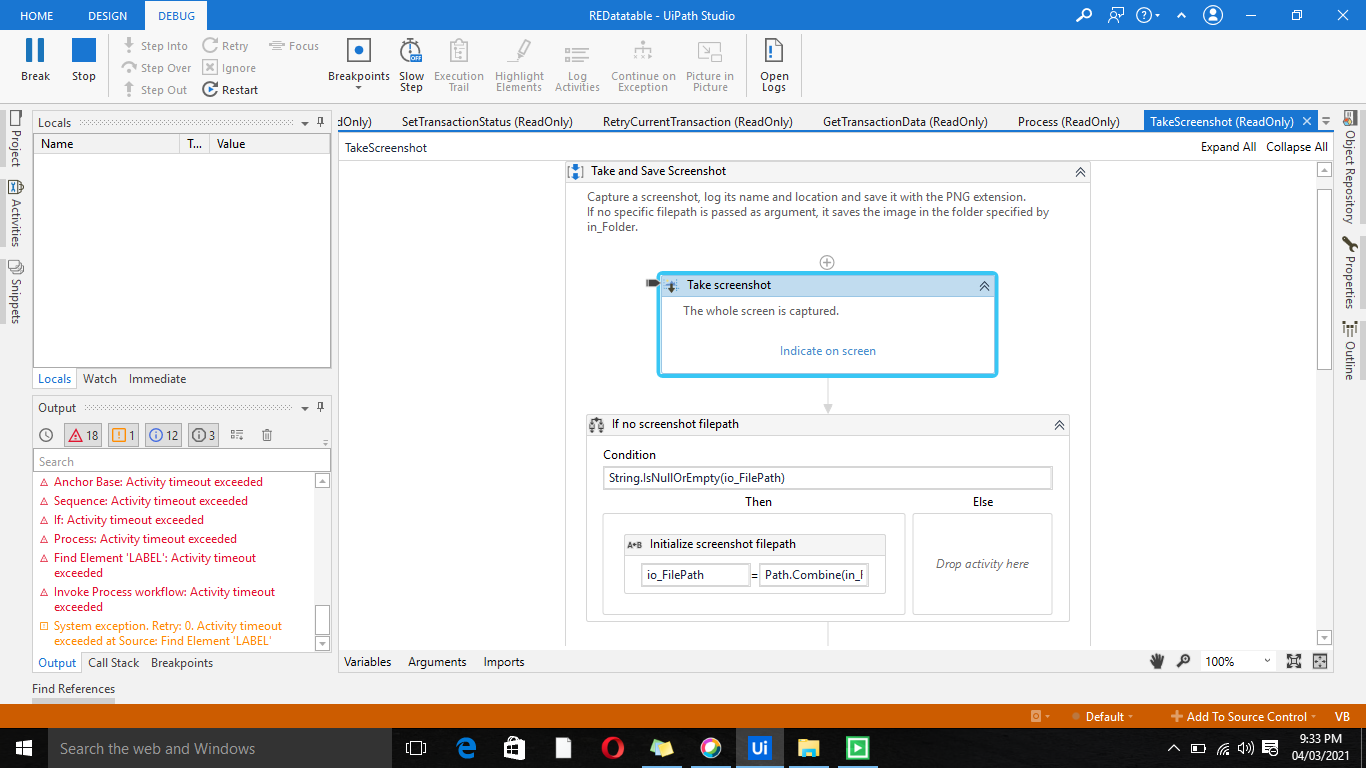 HOME
DESIGN
DEBUG
REDatatable - UiPath Studio
Break
Stop
Step Into
Step Over
Step Out
Retry
Ignore
Restart
Focus
Breakpoints
Slow
Step
Execution
Trail
Highlight
Elements
Log
Activities
Continue on
Exception
Picture in
Picture
Open
Logs
Project
Activities
Snippets
Locals
Name
T...
Value
Locals
Watch
Immediate
Output
18
1
12
3
Search
Anchor Base: Activity timeout exceeded
Sequence: Activity timeout exceeded
If: Activity timeout exceeded
Process: Activity timeout exceeded
Find Element 'LABEL': Activity timeout
exceeded
Invoke Process workflow: Activity timeout
exceeded
System exception. Retry: 0. Activity timeout
exceeded at Source: Find Element 'LABEL'
Output
Call Stack
Breakpoints
Find References
dOnly)
SetTransactionStatus (ReadOnly)
RetryCurrentTransaction (ReadOnly)
GetTransactionData (ReadOnly)
Process (ReadOnly)
TakeScreenshot (ReadOnly)
TakeScreenshot
Expand All
Collapse All
Take and Save Screenshot
Capture a screenshot, log its name and location and save it with the PNG extension.
If no specific filepath is passed as argument, it saves the image in the folder specified by
in_Folder.
Take screenshot
The whole screen is captured.
Indicate on screen
If no screenshot filepath
Condition
String.IsNullOrEmpty(io_FilePath)
Then
Else
A+B
Initialize screenshot filepath
io_FilePath
=
Path.Combine(in_F
Drop activity here
Variables
Arguments
Imports
100%
Object Repository
Properties
Outline
Default
Add To Source Control
VB
Search the web and Windows
Ui
9:33 PM
04/03/2021